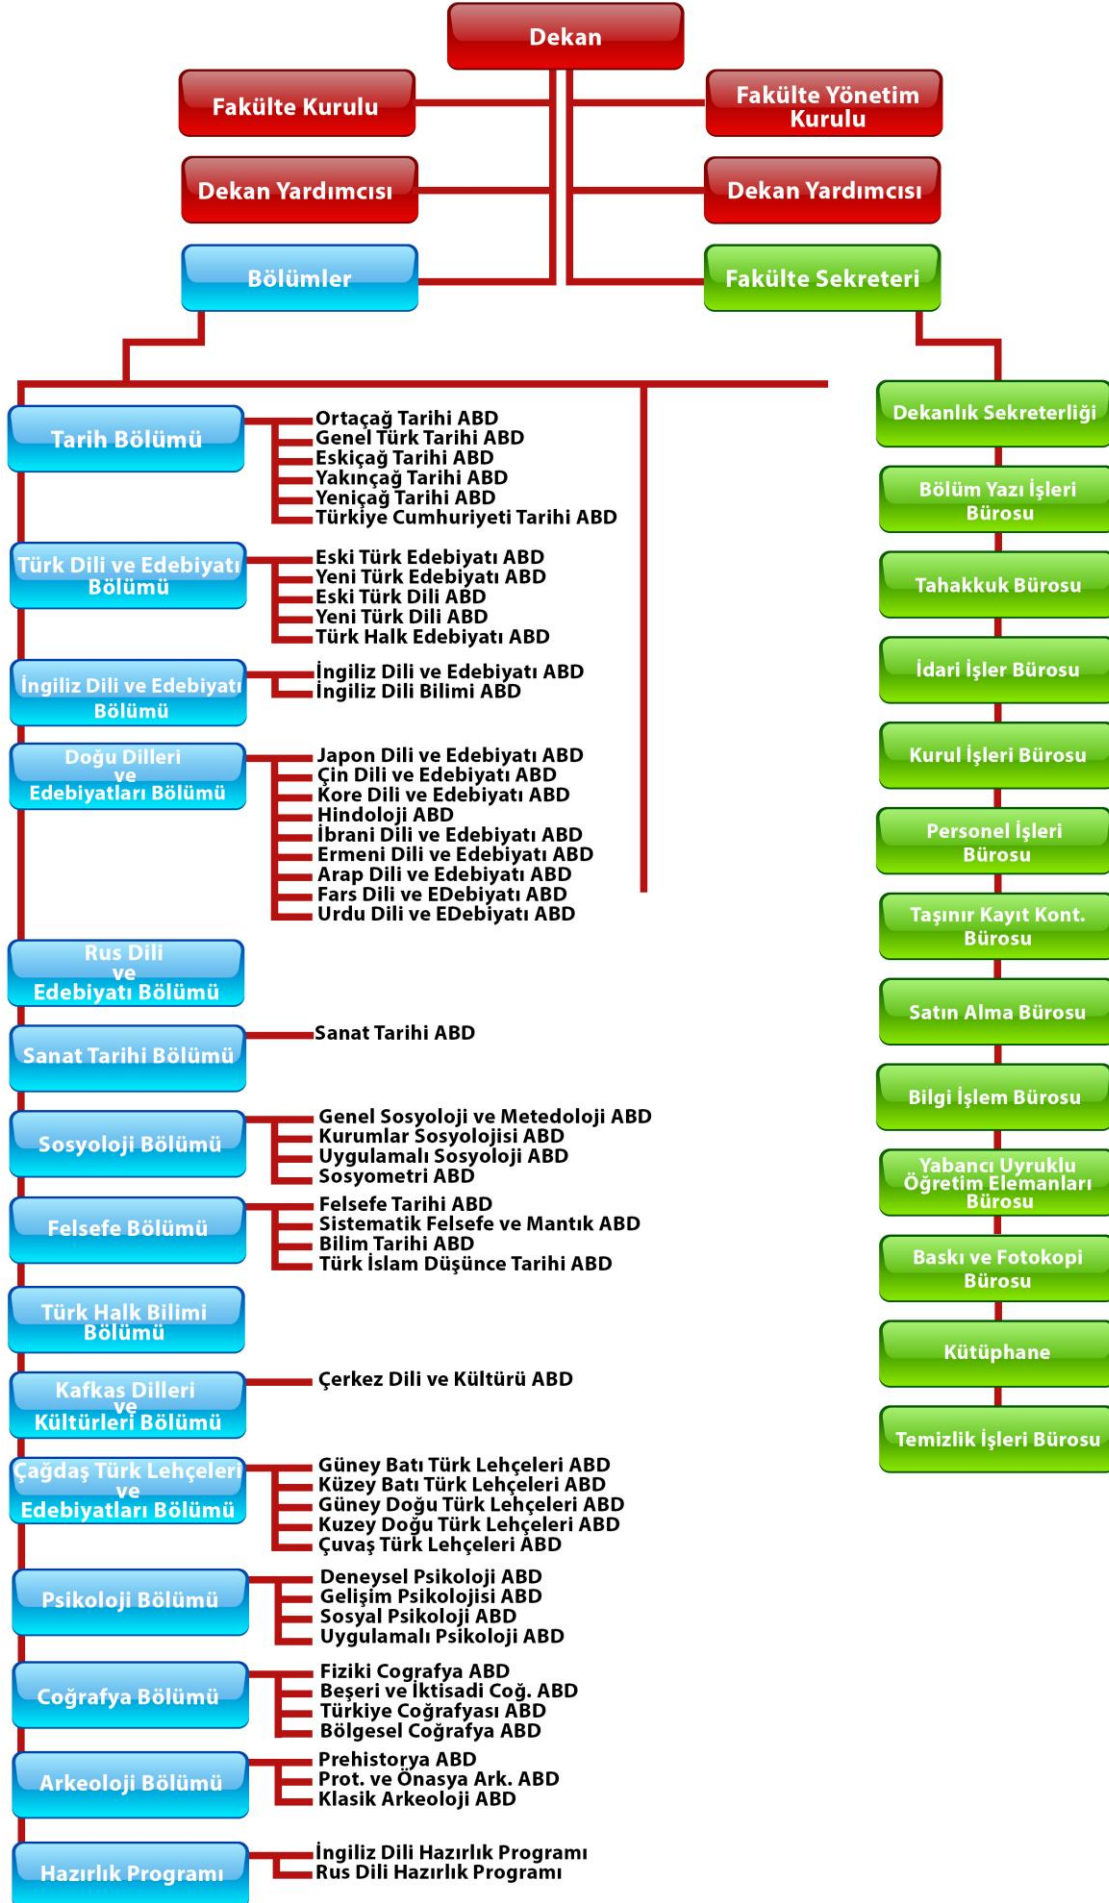 Dekan
Fakülte Kurulu
Fakülte Yönetim
Kurulu
Dekan Yardımcısı
Dekan Yardımcısı
Bölümler
Fakülte Sekreteri
Tarih Bölümü
Ortaçağ Tarihi ABD
Genel Türk Tarihi ABD
Eskiçağ Tarihi ABD
Yakınçağ Tarihi ABD
Yeniçağ Tarihi ABD
Türkiye Cumhuriyeti Tarihi ABD
Türk Dili ve Edebiyatı
Bölümü
Eski Türk Edebiyatı ABD
Yeni Türk Edebiyatı ABD
Eski Türk Dili ABD
Yeni Türk Dili ABD
Türk Halk Edebiyatı ABD
İngiliz Dili ve Edebiyatı
Bölümü
İngiliz Dili ve Edebiyatı ABD
İngiliz Dili Bilimi ABD
Doğu Dilleri
ve
Edebiyatları Bölümü
Japon Dili ve Edebiyatı ABD
Çin Dili ve Edebiyatı ABD
Kore Dili ve Edebiyatı ABD
Hindoloji ABD
İbrani Dili ve Edebiyatı ABD
Ermeni Dili ve Edebiyatı ABD
Arap Dili ve Edebiyatı ABD
Fars Dili ve EDebiyatı ABD
Urdu Dili ve EDebiyatı ABD
Rus Dili
ve
Edebiyatı Bölümü
Sanat Tarihi Bölümü
Sanat Tarihi ABD
Sosyoloji Bölümü
Genel Sosyoloji ve Metedoloji ABD
Kurumlar Sosyolojisi ABD
Uygulamalı Sosyoloji ABD
Sosyometri ABD
Felsefe Bölümü
Felsefe Tarihi ABD
Sistematik Felsefe ve Mantık ABD
Bilim Tarihi ABD
Türk İslam Düşünce Tarihi ABD
Türk Halk Bilimi
Bölümü
Kafkas Dilleri
ve
Kültürleri Bölümü
Çerkez Dili ve Kültürü ABD
Çağdaş Türk Lehçeleri
ve
Edebiyatları Bölümü
Güney Batı Türk Lehçeleri ABD
Küzey Batı Türk Lehçeleri ABD
Güney Doğu Türk Lehçeleri ABD
Kuzey Doğu Türk Lehçeleri ABD
Çuvaş Türk Lehçeleri ABD
Psikoloji Bölümü
Deneysel Psikoloji ABD
Gelişim Psikolojisi ABD
Sosyal Psikoloji ABD
Uygulamalı Psikoloji ABD
Coğrafya Bölümü
Fiziki Cografya ABD
Beşeri ve İktisadi Coğ. ABD
Türkiye Coğrafyası ABD
Bölgesel Coğrafya ABD
Arkeoloji Bölümü
Prehistorya ABD
Prot. ve Önasya Ark. ABD
Klasik Arkeoloji ABD
Hazırlık Programı
İngiliz Dili Hazırlık Programı
Rus Dili Hazırlık Programı
Dekanlık Sekreterliği
Bölüm Yazı İşleri
Bürosu
Tahakkuk Bürosu
İdari İşler Bürosu
Kurul İşleri Bürosu
Personel İşleri
Bürosu
Taşınır Kayıt Kont.
Bürosu
Satın Alma Bürosu
Bilgi İşlem Bürosu
Yabancı Uyruklu
Öğretim Elemanları
Bürosu
Baskı ve Fotokopi
Bürosu
Kütüphane
Temizlik İşleri Bürosu